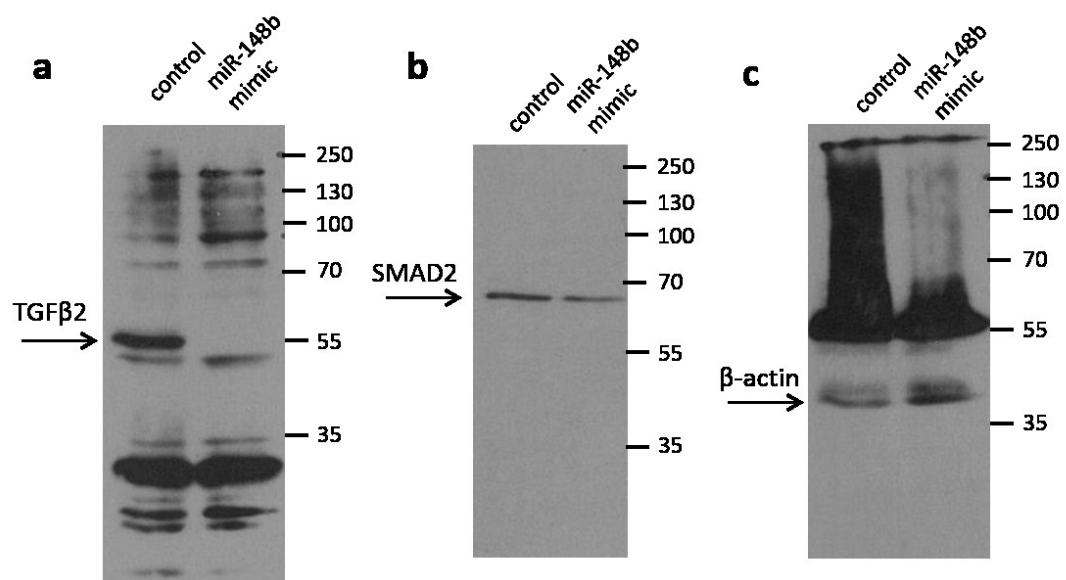 a
control
miR-148b
mimic
250
130
100
70
55
35
TGFβ2
b
control
miR-148b
mimic
250
130
100
70
55
35
SMAD2
c
control
miR-148b
mimic
250
130
100
70
55
35
β-actin